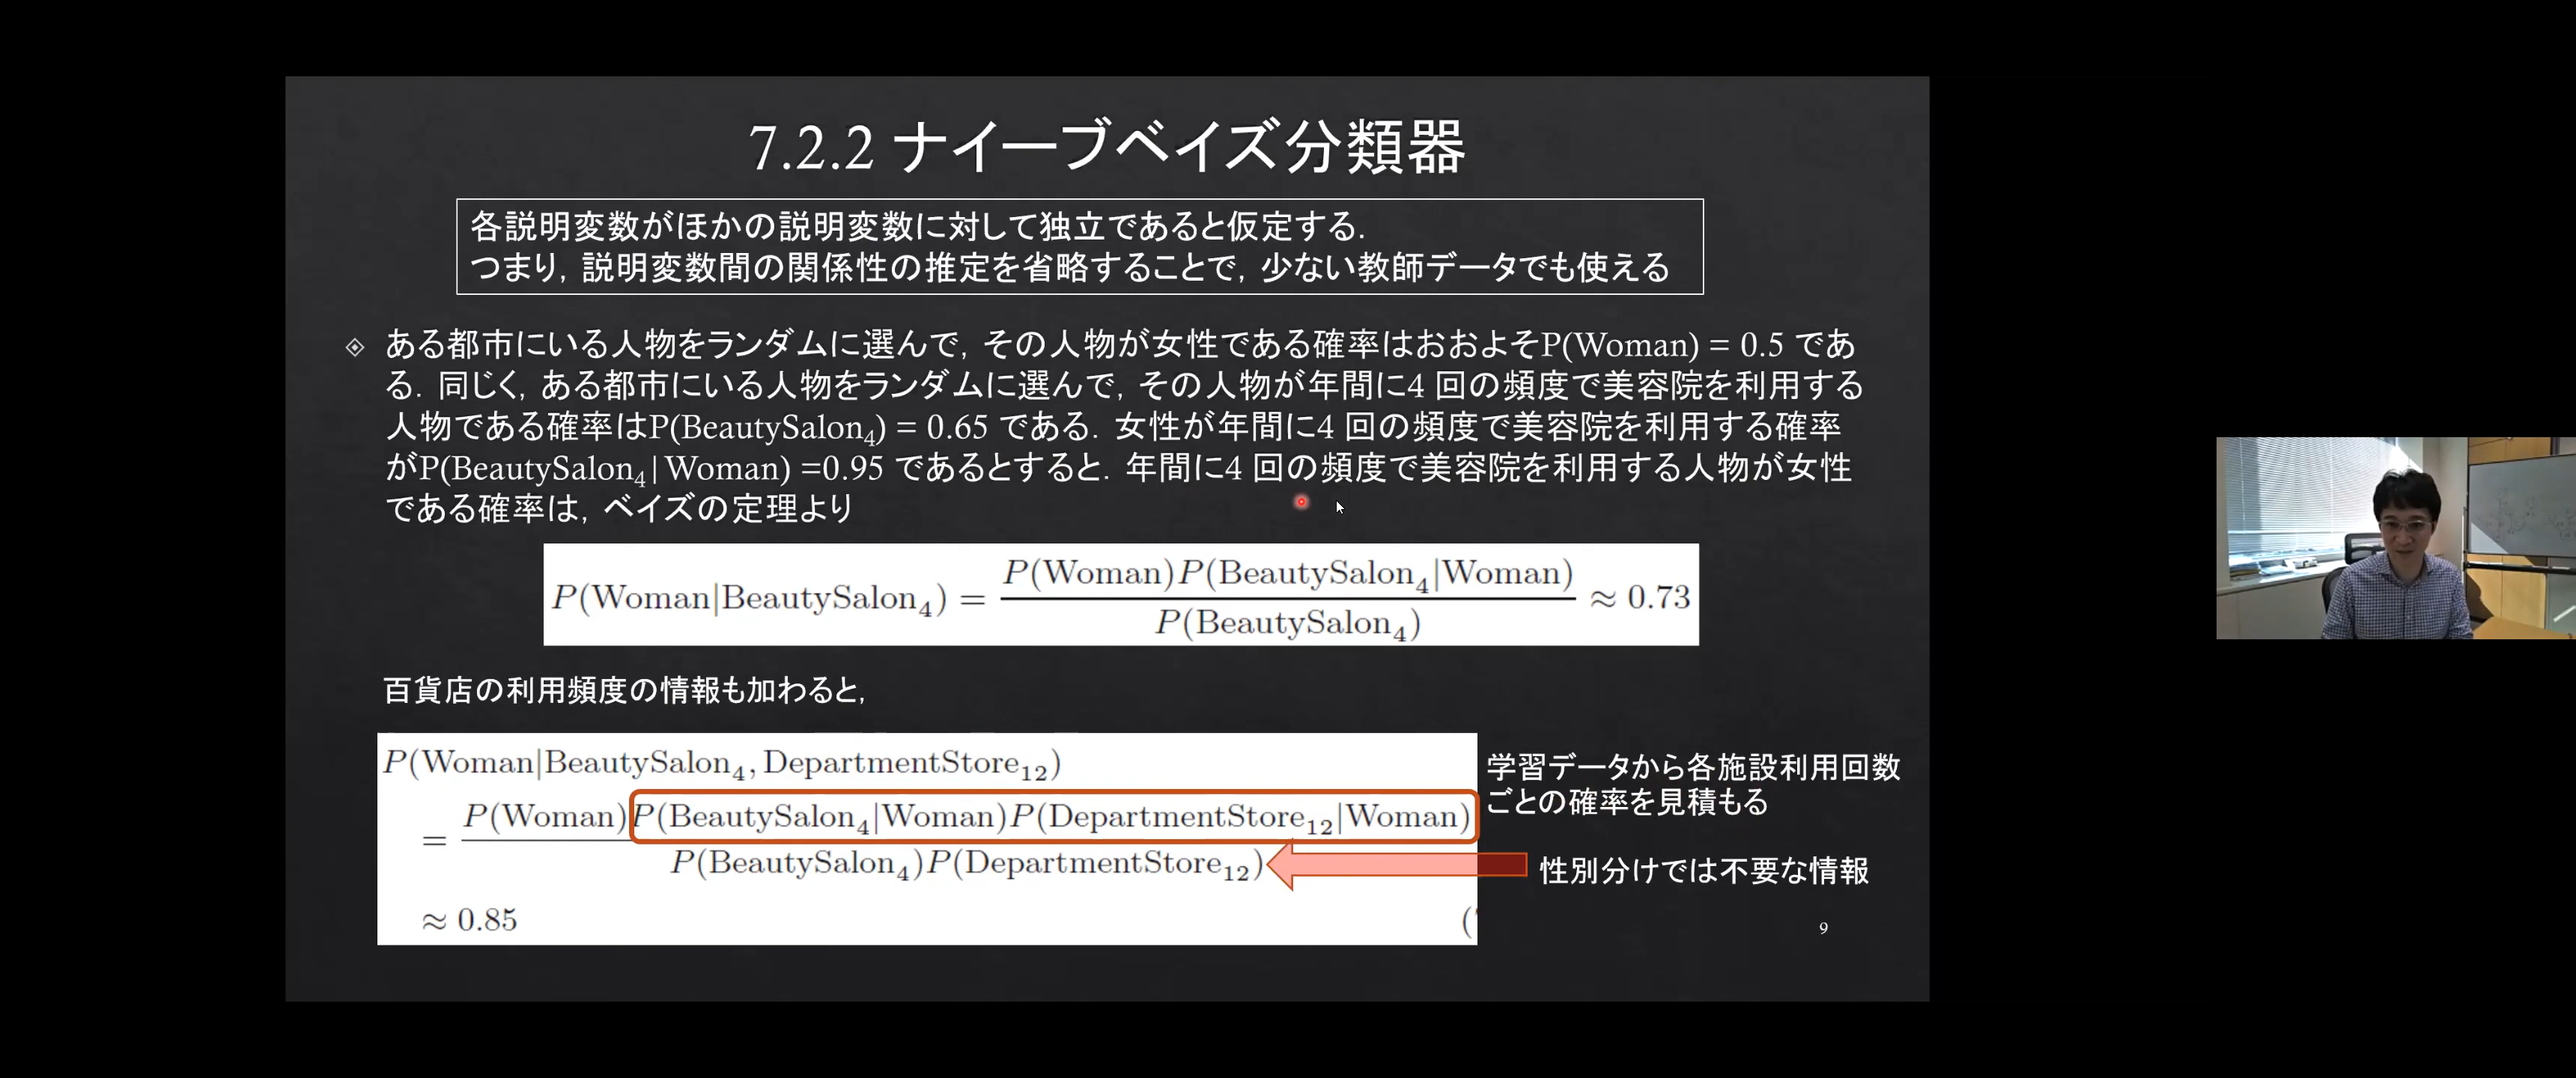 7.2.2 ナイーブベイズ分類器
各説明変数がほかの説明変数に対して独立であると仮定する.
つまり, 説明変数間の関係性の推定を省略することで, 少ない教師データでも使える
ある都市にいる人物をランダムに選んで, その人物が女性である確率はおおよそP(Woman) = 0.5 であ
る. 同じく, ある都市にいる人物をランダムに選んで, その人物が年間に4 回の頻度で美容院を利用する
人物である確率はP(BeautySalon₄) = 0.65 である. 女性が年間に4 回の頻度で美容院を利用する確率
がP(BeautySalon₄|Woman) =0.95 であるとすると. 年間に4 回の頻度で美容院を利用する人物が女性
である確率は, ベイズの定理より
P(Woman|BeautySalon₄) = P(Woman)P(BeautySalon₄|Woman) ≈ 0.73
P(BeautySalon₄)
百貨店の利用頻度の情報も加わると,
P(Woman|BeautySalon₄, DepartmentStore₁₂)
= P(Woman)P(BeautySalon₄|Woman)P(DepartmentStore₁₂|Woman)
P(BeautySalon₄)P(DepartmentStore₁₂)
≈ 0.85
学習データから各施設利用回数
ごとの確率を見積もる
性別分けでは不要な情報
9